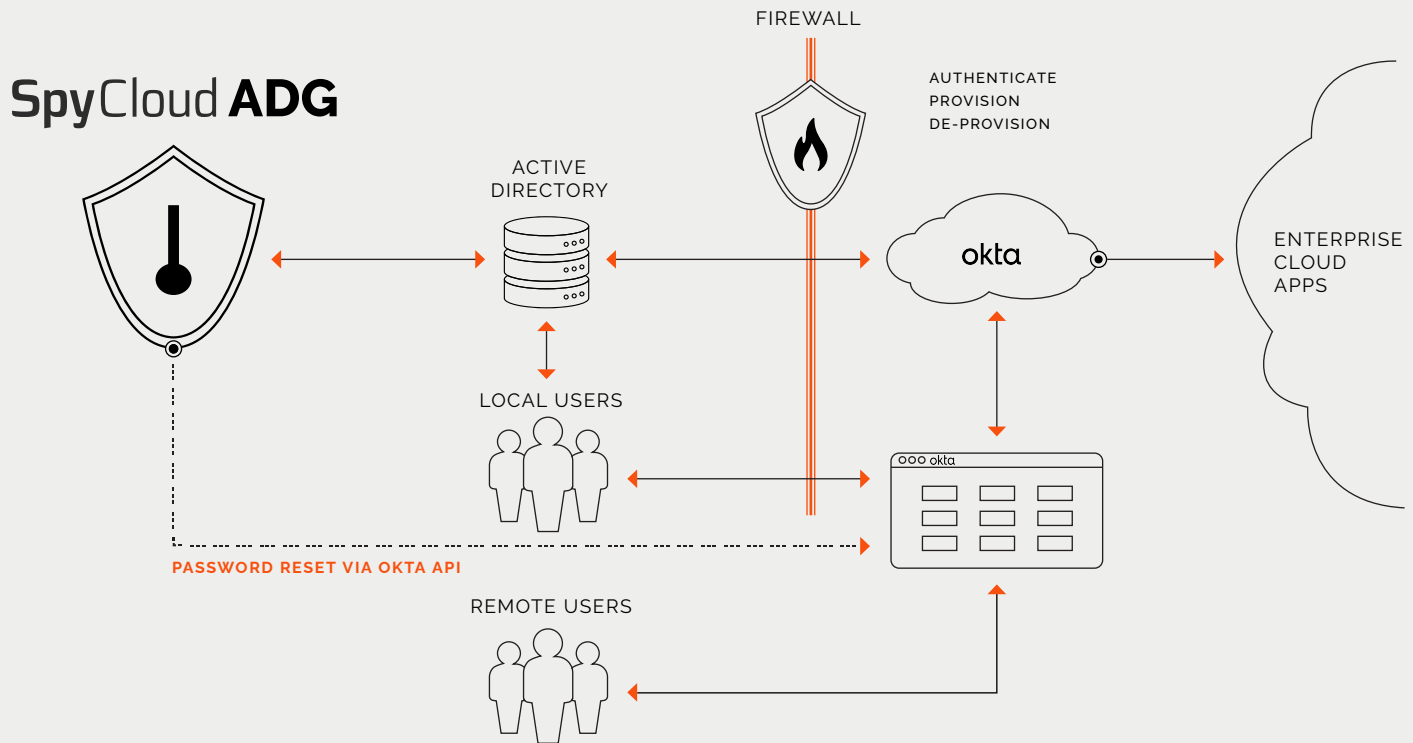 FIREWALL
SpyCloud ADG
AUTHENTICATE
PROVISION
DE-PROVISION
ACTIVE
DIRECTORY
okta
ENTERPRISE
CLOUD
APPS
LOCAL USERS
okta
PASSWORD RESET VIA OKTA API
REMOTE USERS